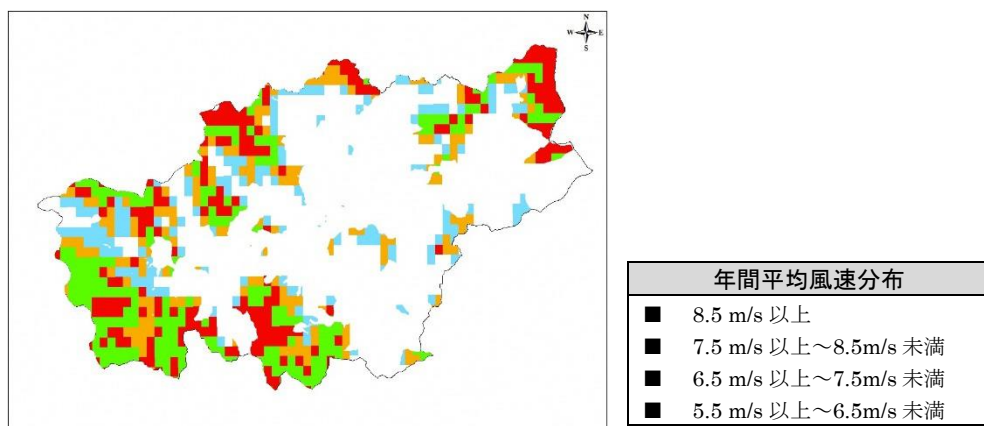 N
W E
S
年間平均風速分布
■ 8.5 m/s 以上
■ 7.5 m/s 以上～8.5m/s 未満
■ 6.5 m/s 以上～7.5m/s 未満
■ 5.5 m/s 以上～6.5m/s 未満